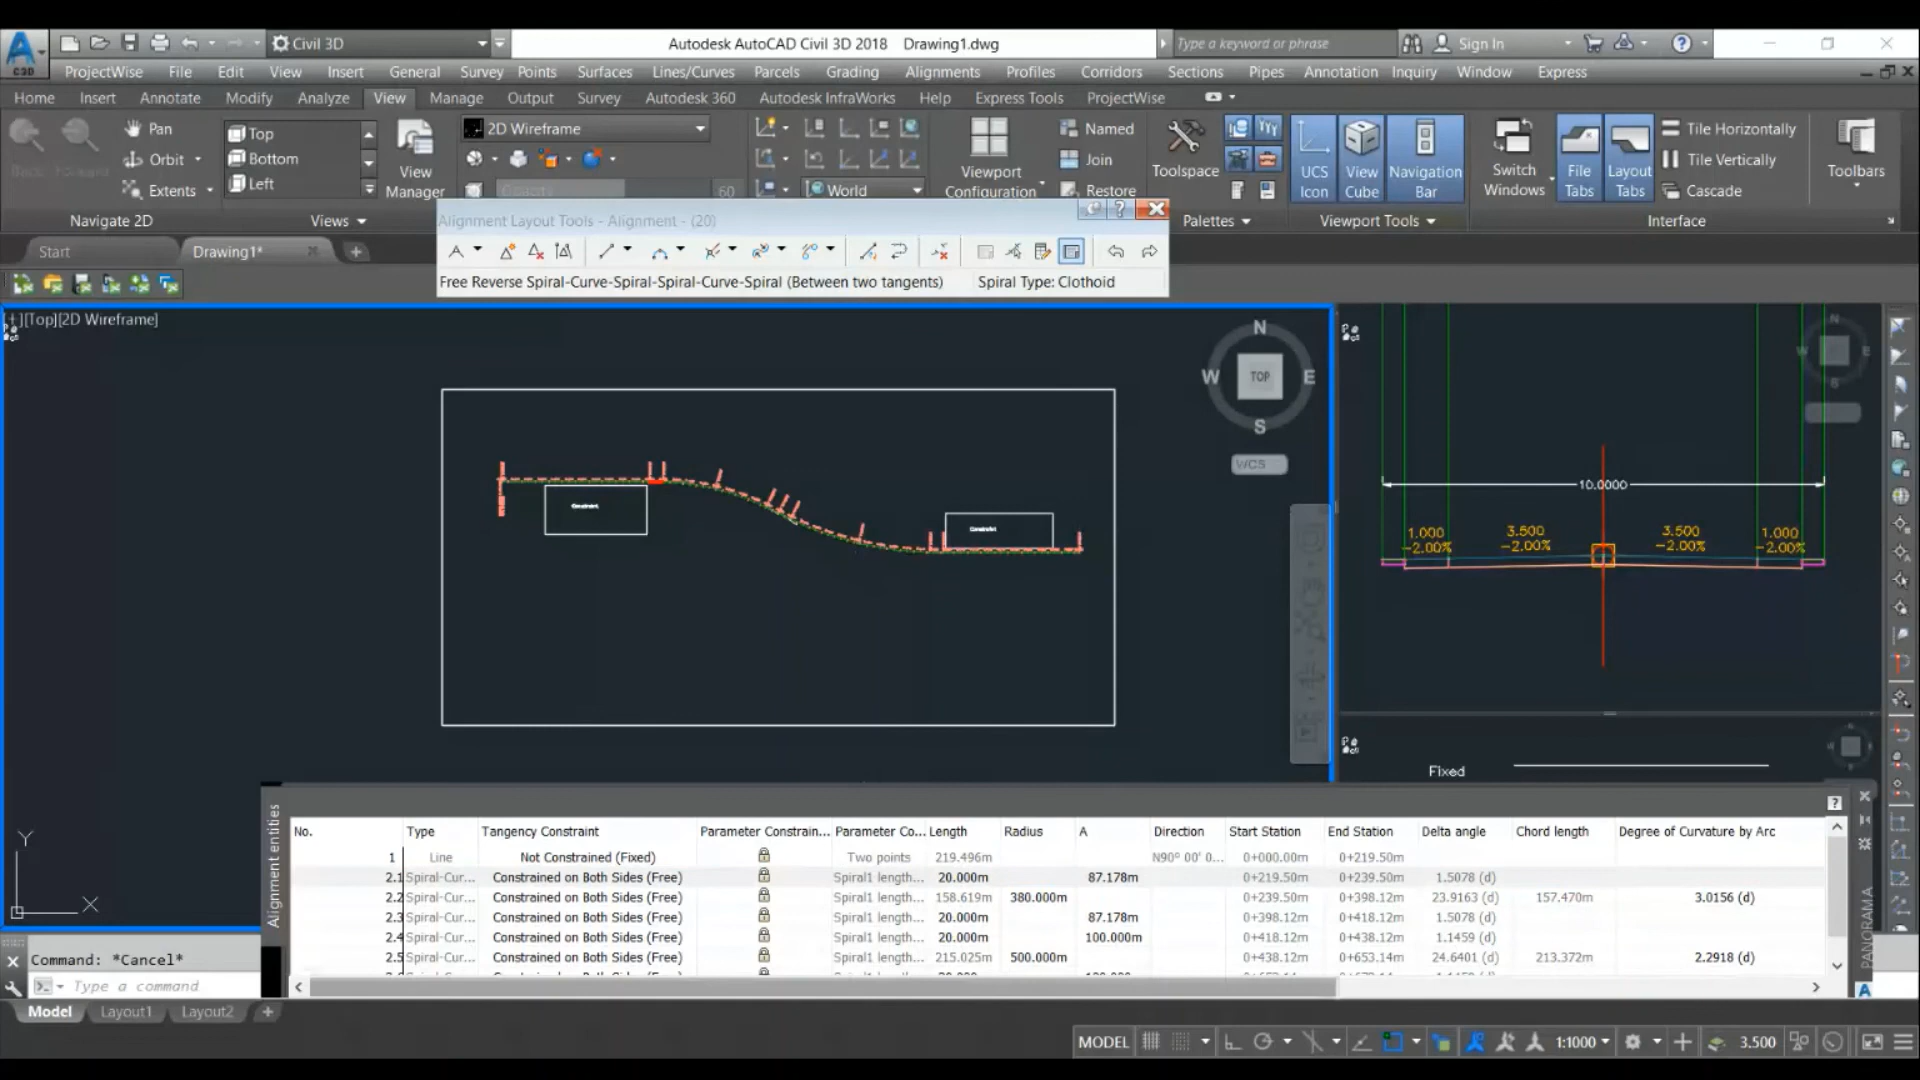 Civil 3D
Autodesk AutoCAD Civil 3D 2018 Drawing1.dwg
Type a keyword or phrase
Sign In
C3D
ProjectWise File Edit View Insert General Survey Points Surfaces Lines/Curves Parcels Grading Alignments Profiles Corridors Sections Pipes Annotation Inquiry Window Express
Home Insert Annotate Modify Analyze View Manage Output Survey Autodesk 360 Autodesk InfraWorks Help Express Tools ProjectWise
Pan
Orbit
Extents
Navigate 2D
Top
Bottom
Left
View
Manager
Views
2D Wireframe
60
World
Viewport
Configuration
Named
Join
Restore
Toolspace
Palettes
UCS
Icon
View
Cube
Navigation
Bar
Viewport Tools
Switch
Windows
File
Tabs
Layout
Tabs
Tile Horizontally
Tile Vertically
Cascade
Interface
Toolbars
Alignment Layout Tools - Alignment - (20)
Free Reverse Spiral-Curve-Spiral-Spiral-Curve-Spiral (Between two tangents) Spiral Type: Clothoid
Start Drawing1*
[+][Top][2D Wireframe]
N
W TOP E
S
WCS
Constraint
Constraint
Y
X
N
W E
S
10.0000
1.000 3.500 3.500 1.000
-2.00% -2.00% -2.00% -2.00%
Fixed
Alignment entities
PANORAMA
No. Type Tangency Constraint Parameter Constrain... Parameter Co... Length Radius A Direction Start Station End Station Delta angle Chord length Degree of Curvature by Arc
1 Line Not Constrained (Fixed) Two points 219.496m N90° 00' 0... 0+000.00m 0+219.50m
2.1 Spiral-Cur... Constrained on Both Sides (Free) Spiral1 length... 20.000m 87.178m 0+219.50m 0+239.50m 1.5078 (d)
2.2 Spiral-Cur... Constrained on Both Sides (Free) Spiral1 length... 158.619m 380.000m 0+239.50m 0+398.12m 23.9163 (d) 157.470m 3.0156 (d)
2.3 Spiral-Cur... Constrained on Both Sides (Free) Spiral1 length... 20.000m 87.178m 0+398.12m 0+418.12m 1.5078 (d)
2.4 Spiral-Cur... Constrained on Both Sides (Free) Spiral1 length... 20.000m 100.000m 0+418.12m 0+438.12m 1.1459 (d)
2.5 Spiral-Cur... Constrained on Both Sides (Free) Spiral1 length... 215.025m 500.000m 0+438.12m 0+653.14m 24.6401 (d) 213.372m 2.2918 (d)
Command: *Cancel*
Type a command
Model Layout1 Layout2
MODEL 1:1000 3.500